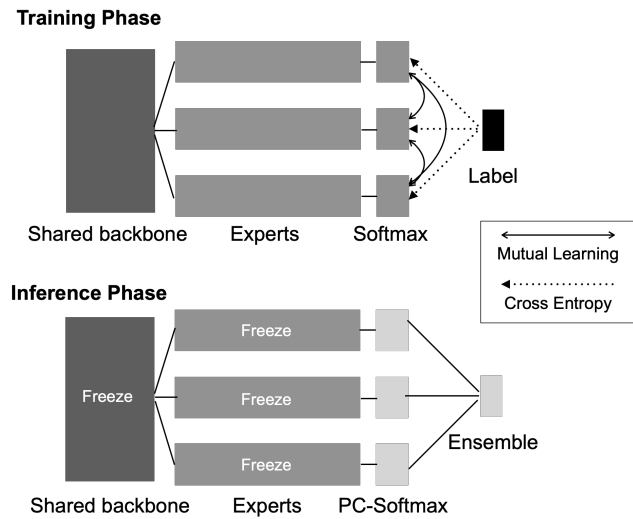 Training Phase
Label
Shared backbone
Experts
Softmax
Mutual Learning
Cross Entropy
Inference Phase
Freeze
Freeze
Freeze
Freeze
Ensemble
Shared backbone
Experts
PC-Softmax